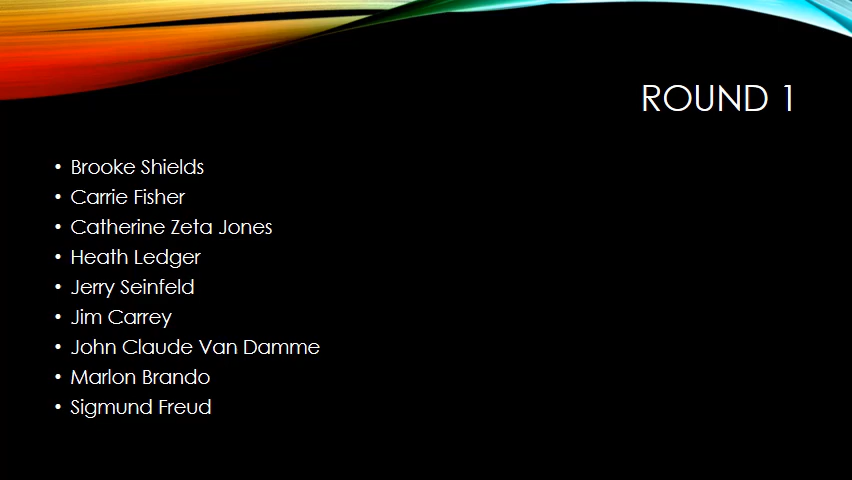 ROUND 1
• Brooke Shields
• Carrie Fisher
• Catherine Zeta Jones
• Heath Ledger
• Jerry Seinfeld
• Jim Carrey
• John Claude Van Damme
• Marlon Brando
• Sigmund Freud